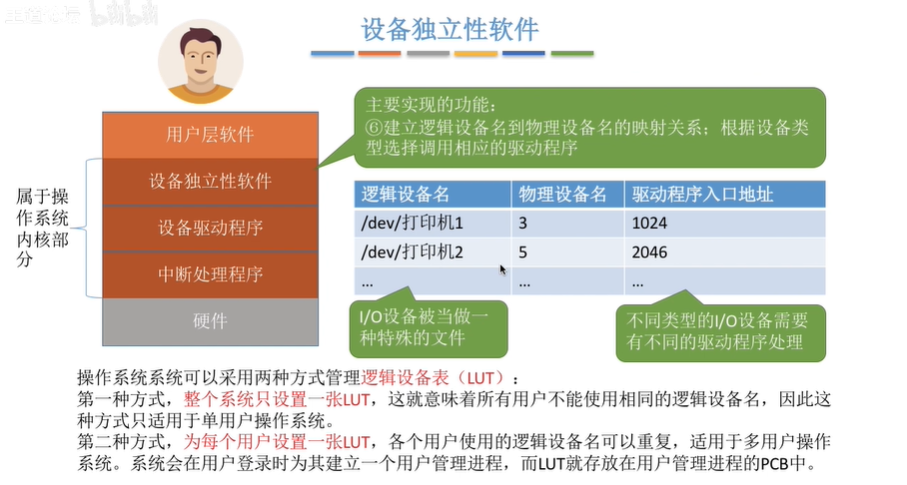 设备独立性软件
主要实现的功能：
⑥建立逻辑设备名到物理设备名的映射关系；根据设备类
型选择调用相应的驱动程序
用户层软件
设备独立性软件
设备驱动程序
中断处理程序
硬件
属于操
作系统
内核部
分
逻辑设备名 物理设备名 驱动程序入口地址
/dev/打印机1 3 1024
/dev/打印机2 5 2046
... ... ...
I/O设备被当做一
种特殊的文件
不同类型的I/O设备需要
有不同的驱动程序处理
操作系统系统可以采用两种方式管理逻辑设备表（LUT）：
第一种方式，整个系统只设置一张LUT，这就意味着所有用户不能使用相同的逻辑设备名，因此这
种方式只适用于单用户操作系统。
第二种方式，为每个用户设置一张LUT，各个用户使用的逻辑设备名可以重复，适用于多用户操作
系统。系统会在用户登录时为其建立一个用户管理进程，而LUT就存放在用户管理进程的PCB中。